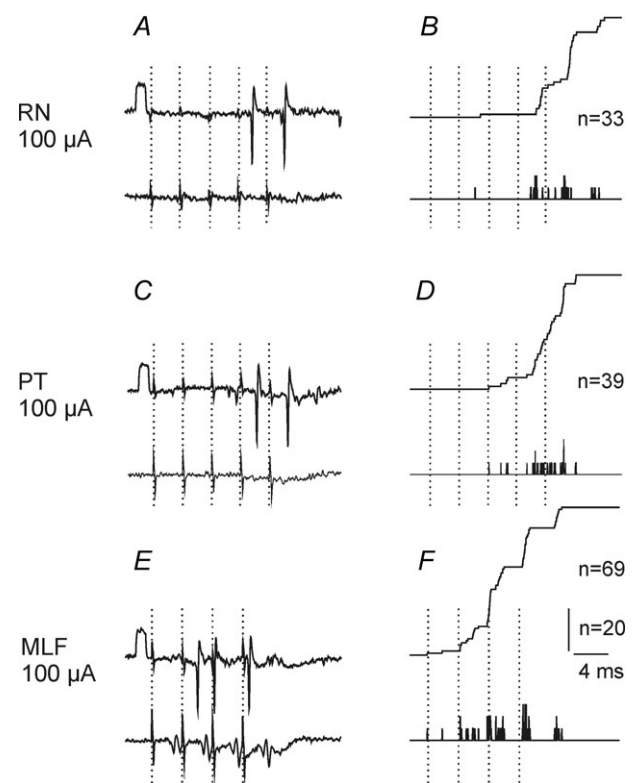 A
B
RN
100 µA
n=33
C
D
PT
100 µA
n=39
E
F
MLF
100 µA
n=69
n=20
4 ms